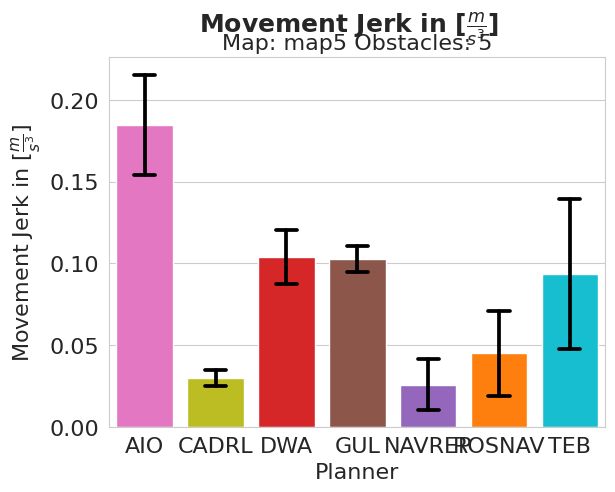 Movement Jerk in [m/s³]
Map: map5 Obstacles: 5
Movement Jerk in [m/s³]
0.20
0.15
0.10
0.05
0.00
AIO CADRL DWA GUL NAVREP ROSNAV TEB
Planner